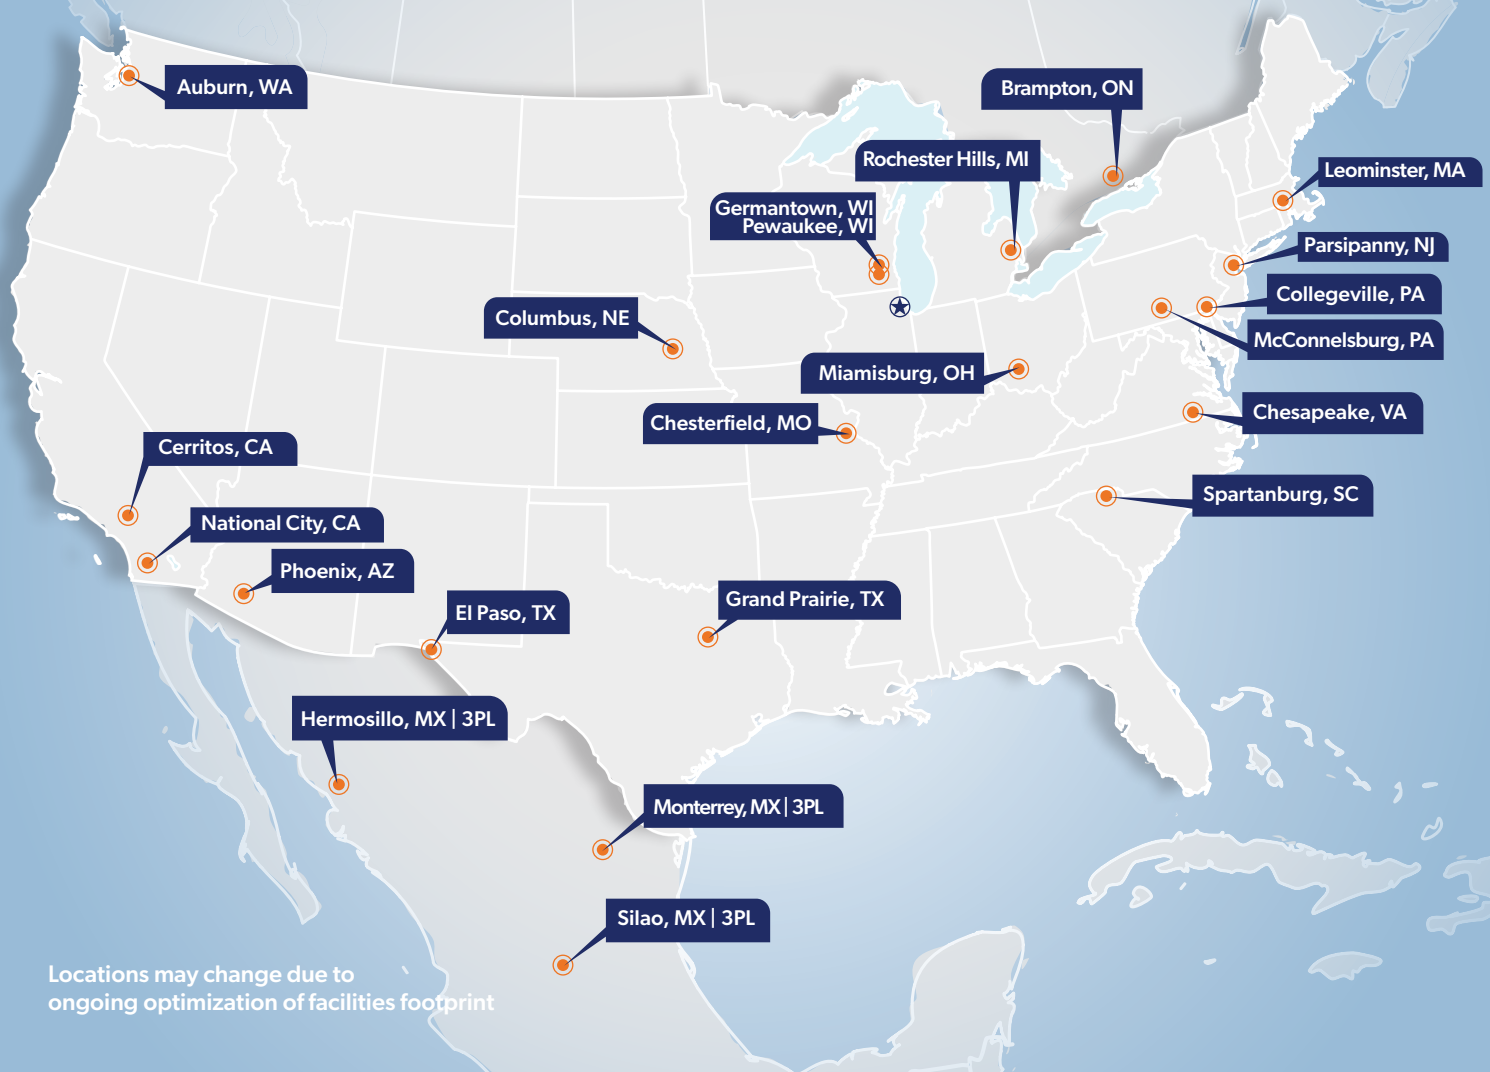 Auburn, WA
Brampton, ON
Rochester Hills, MI
Leominster, MA
Germantown, WI
Pewaukee, WI
Parsipanny, NJ
Collegeville, PA
Columbus, NE
McConnelsburg, PA
Miamisburg, OH
Chesterfield, MO
Chesapeake, VA
Cerritos, CA
Spartanburg, SC
National City, CA
Phoenix, AZ
Grand Prairie, TX
El Paso, TX
Hermosillo, MX | 3PL
Monterrey, MX | 3PL
Silao, MX | 3PL
Locations may change due to
ongoing optimization of facilities footprint